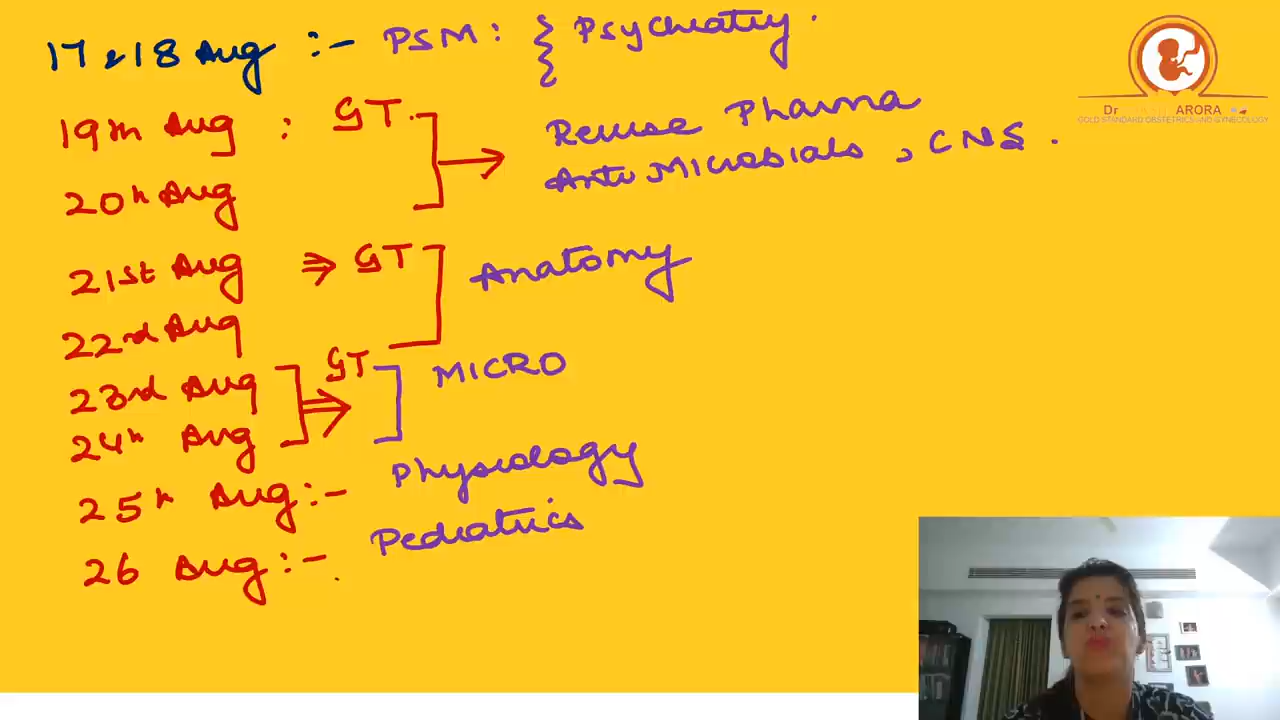 17 & 18 Aug :- PSM : Psychiatry.
19th Aug : GT.
Revise Pharma
Anti Microbials , CNS .
20th Aug
21st Aug ⇒ GT Anatomy
22nd Aug
23rd Aug GT MICRO
24th Aug
25th Aug :- Physiology
26 Aug :- Pediatrics
Dr ARORA
GOLD STANDARD OBSTETRICS AND GYNECOLOGY